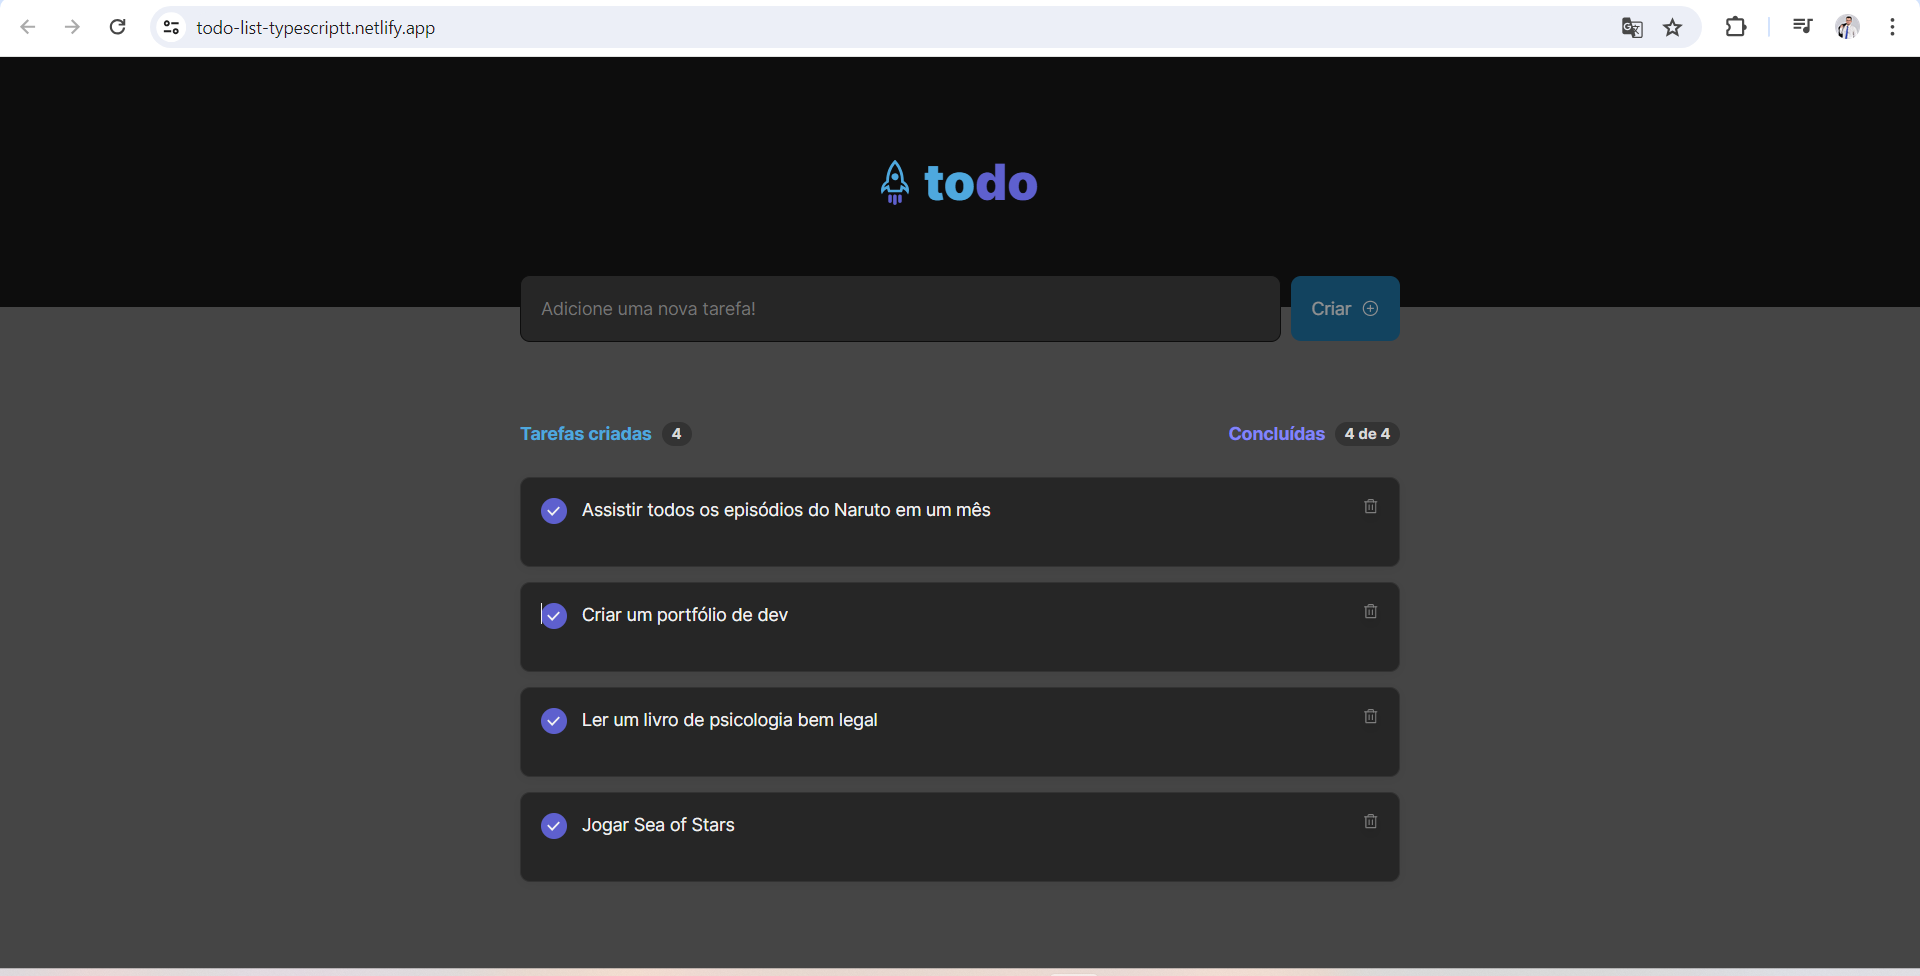 todo-list-typescriptt.netlify.app
todo
Adicione uma nova tarefa!
Criar
Tarefas criadas 4
Concluídas 4 de 4
Assistir todos os episódios do Naruto em um mês
Criar um portfólio de dev
Ler um livro de psicologia bem legal
Jogar Sea of Stars